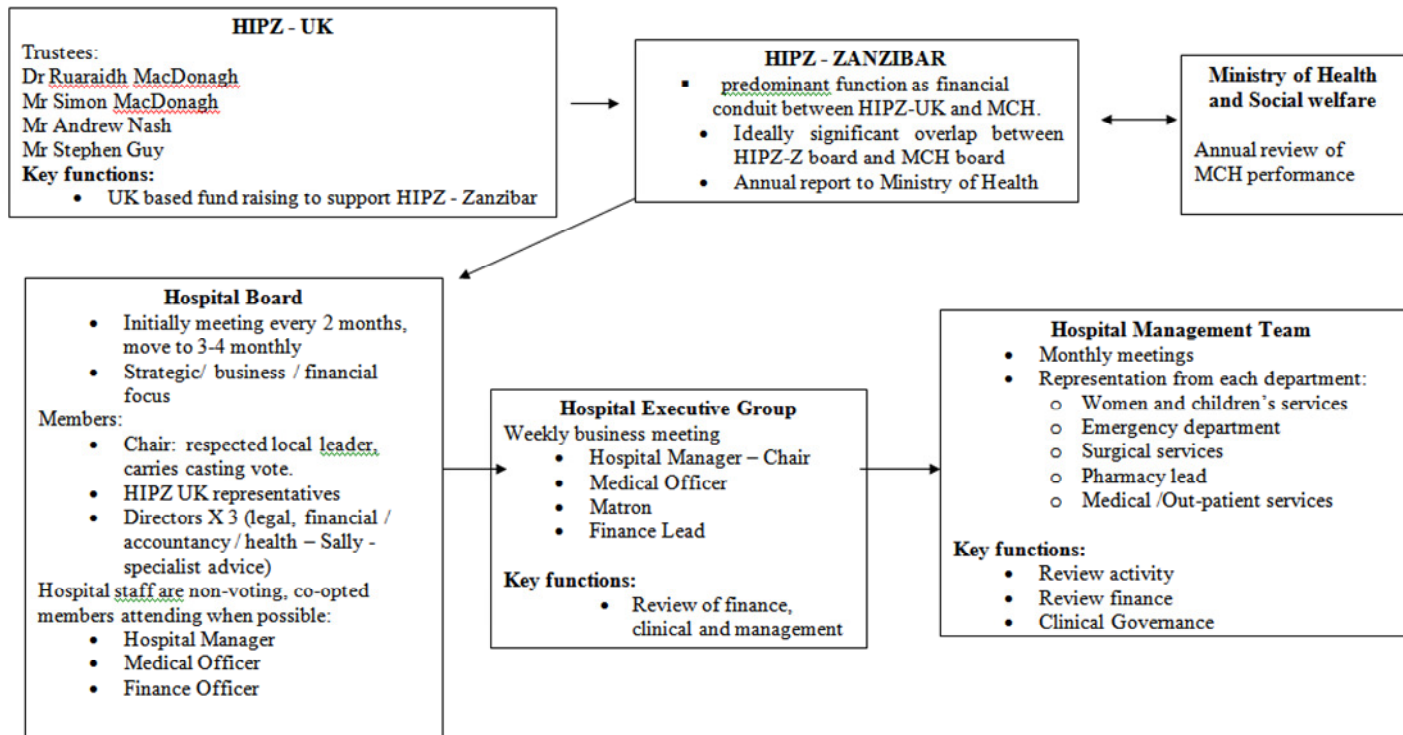 HIPZ - UK
Trustees:
Dr Ruaraidh MacDonagh
Mr Simon MacDonagh
Mr Andrew Nash
Mr Stephen Guy
Key functions:
• UK based fund raising to support HIPZ - Zanzibar
HIPZ - ZANZIBAR
▪ predominant function as financial
conduit between HIPZ-UK and MCH.
• Ideally significant overlap between
HIPZ-Z board and MCH board
• Annual report to Ministry of Health
Ministry of Health
and Social welfare
Annual review of
MCH performance
Hospital Board
• Initially meeting every 2 months,
move to 3-4 monthly
• Strategic/ business / financial
focus
Members:
• Chair: respected local leader,
carries casting vote.
• HIPZ UK representatives
• Directors X 3 (legal, financial /
accountancy / health – Sally -
specialist advice)
Hospital staff are non-voting, co-opted
members attending when possible:
• Hospital Manager
• Medical Officer
• Finance Officer
Hospital Executive Group
Weekly business meeting
• Hospital Manager – Chair
• Medical Officer
• Matron
• Finance Lead
Key functions:
• Review of finance,
clinical and management
Hospital Management Team
• Monthly meetings
• Representation from each department:
o Women and children’s services
o Emergency department
o Surgical services
o Pharmacy lead
o Medical /Out-patient services
Key functions:
• Review activity
• Review finance
• Clinical Governance